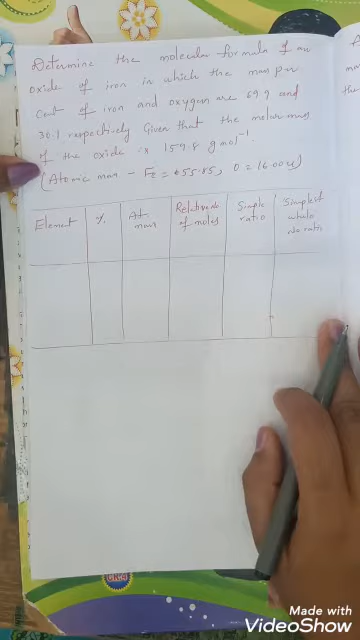 Determine the molecular formula of an
oxide of iron in which the mass per
cent of iron and oxygen are 69.9 and
30.1 respectively Given that the molar mass
of the oxide is 159.8 g mol⁻¹.
(Atomic mass - Fe = 55.85, O = 16.00 u)
Element % At. mass Relative no of moles Simple ratio Simplest whole No ratio
Made with
VideoShow